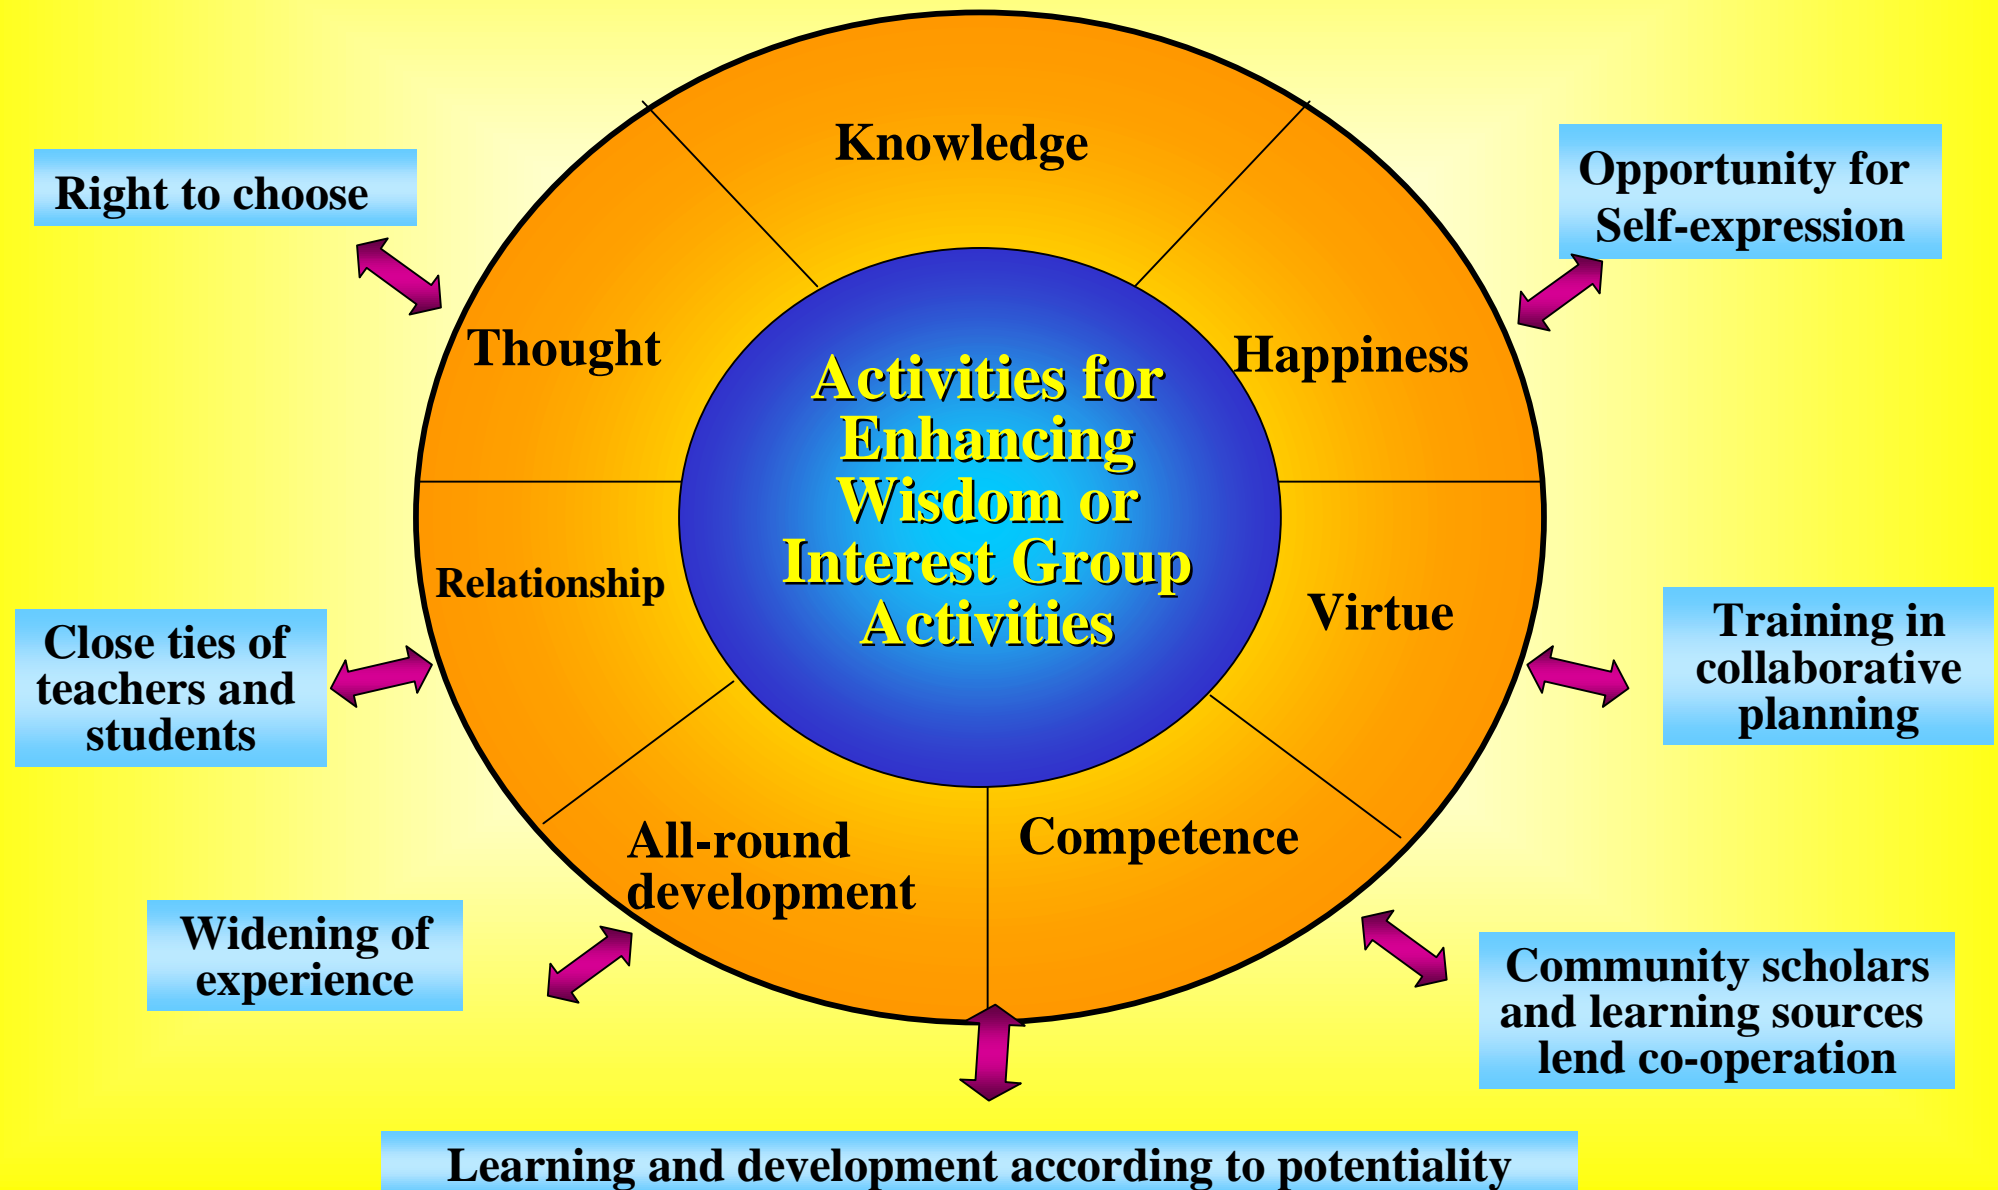 Knowledge
Right to choose
Opportunity for
Self-expression
Thought
Happiness
Activities for
Enhancing
Wisdom or
Interest Group
Activities
Relationship
Virtue
Close ties of
teachers and
students
Training in
collaborative
planning
All-round
development
Competence
Widening of
experience
Community scholars
and learning sources
lend co-operation
Learning and development according to potentiality